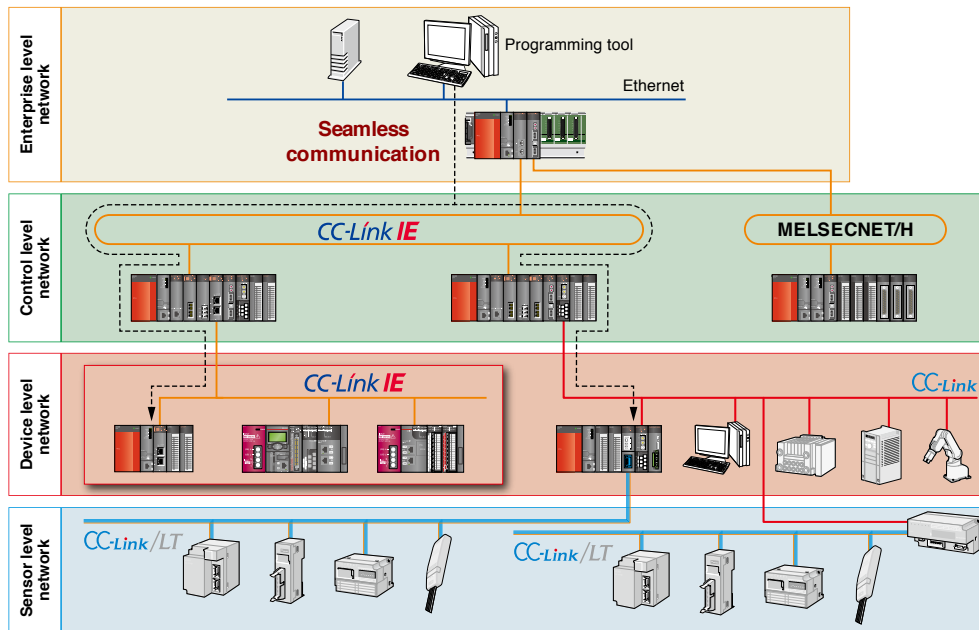 Enterprise level
network
Programming tool
Ethernet
Seamless
communication
Control level
network
CC-Link IE
MELSECNET/H
Device level
network
CC-Link IE
CC-Link
Sensor level
network
CC-Link/LT
CC-Link/LT